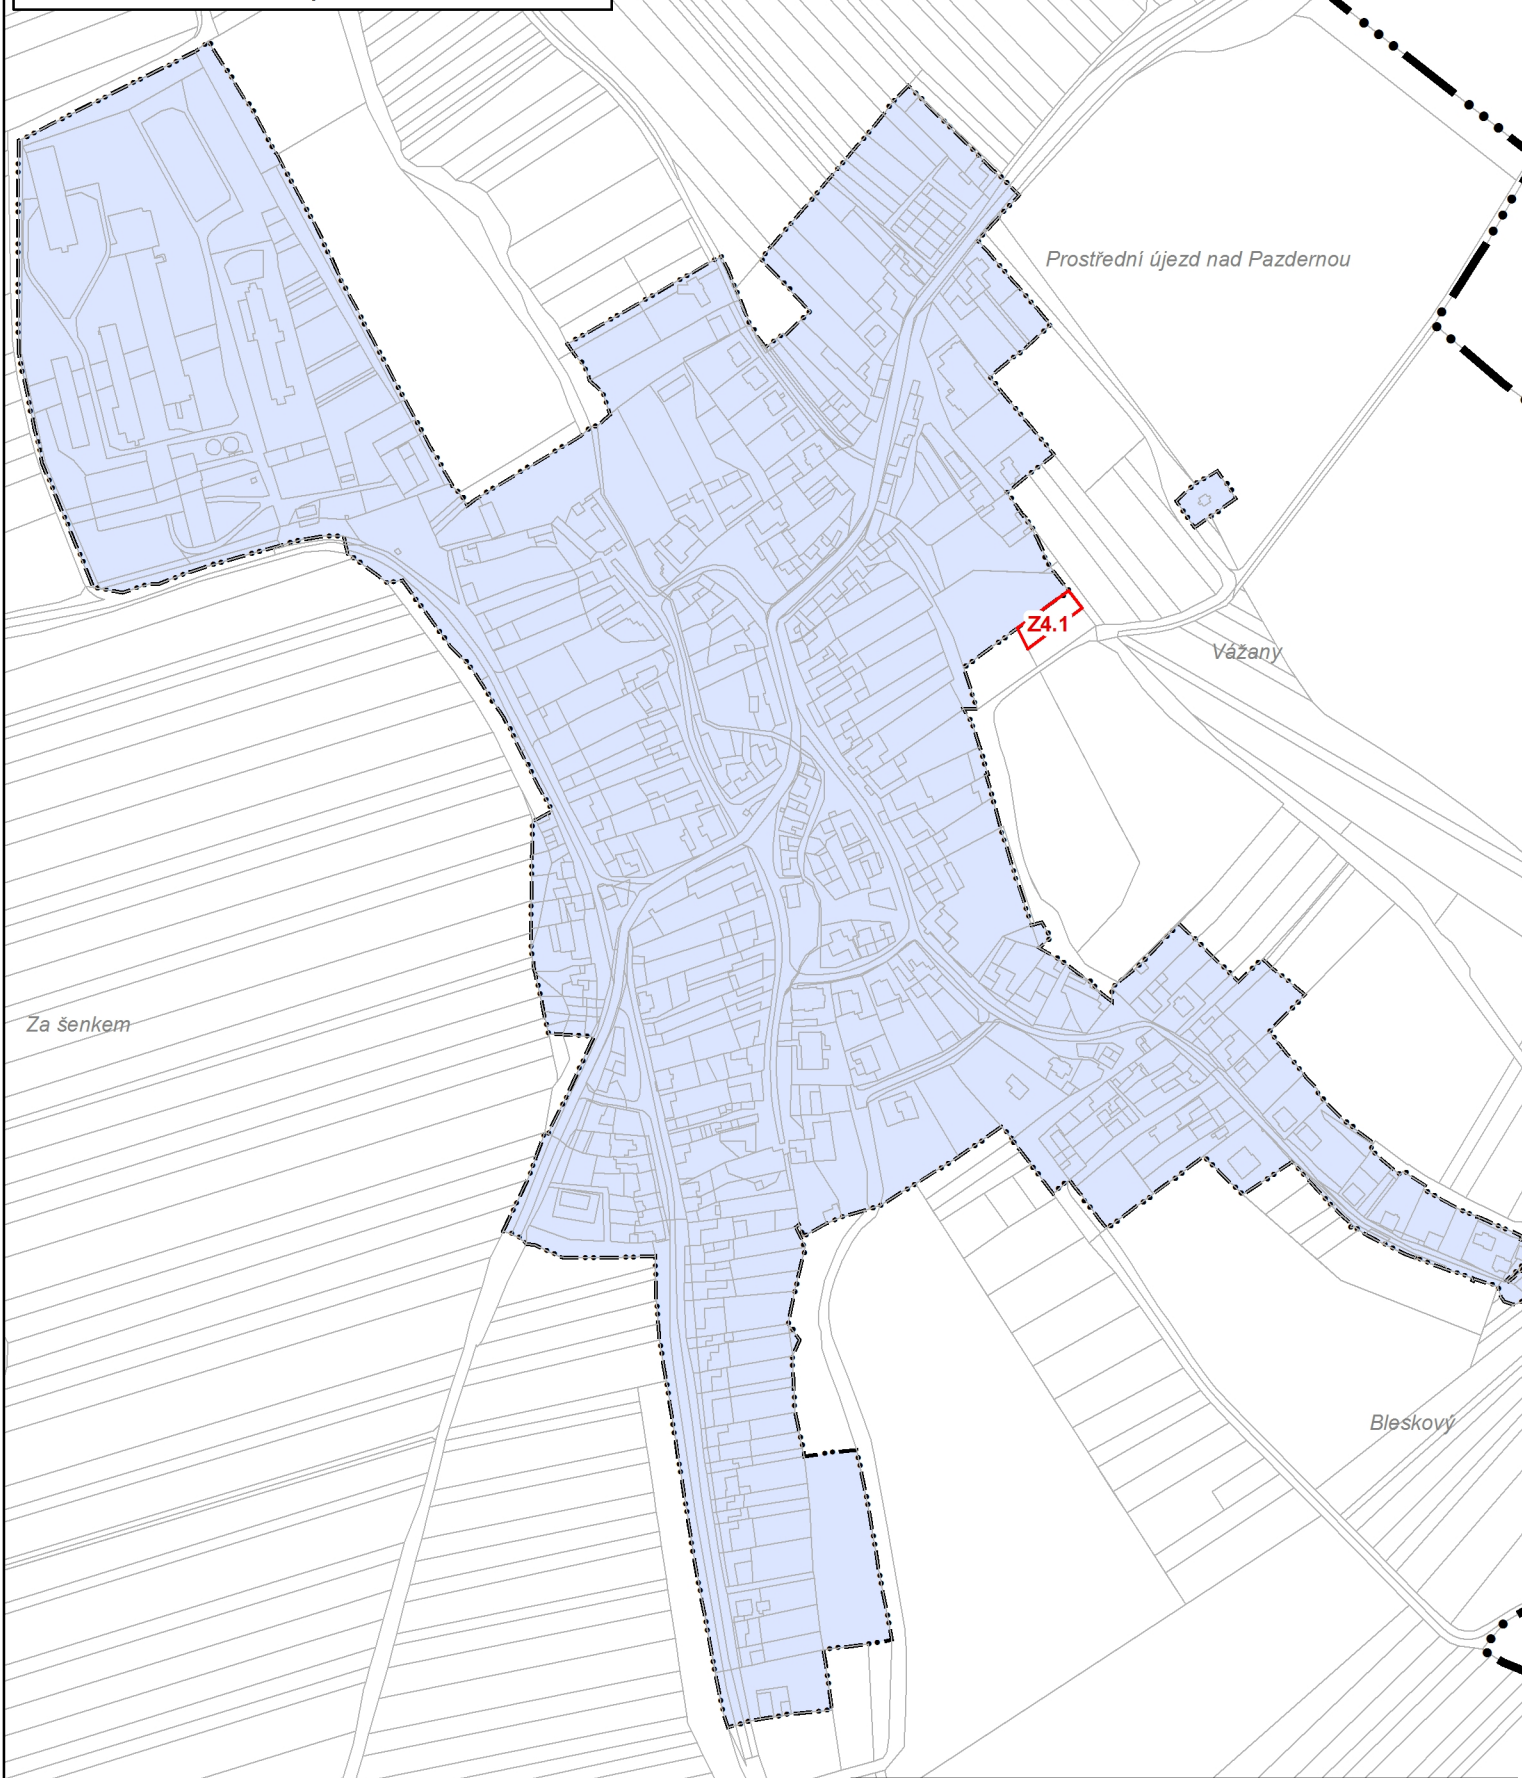 Prostřední újezd nad Pazdernou
Z4.1
Vážany
Za šenkem
Bleskový